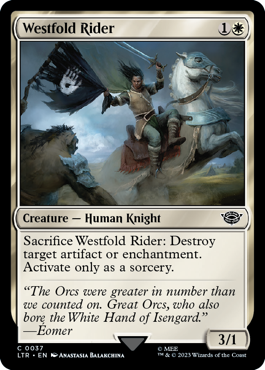 Westfold Rider 1
Creature — Human Knight
Sacrifice Westfold Rider: Destroy
target artifact or enchantment.
Activate only as a sorcery.
“The Orcs were greater in number than
we counted on. Great Orcs, who also
bore the White Hand of Isengard.”
—Éomer
3/1
C 0037
LTR • EN ANASTASIA BALAKCHINA
© MEE
™ & © 2023 Wizards of the Coast